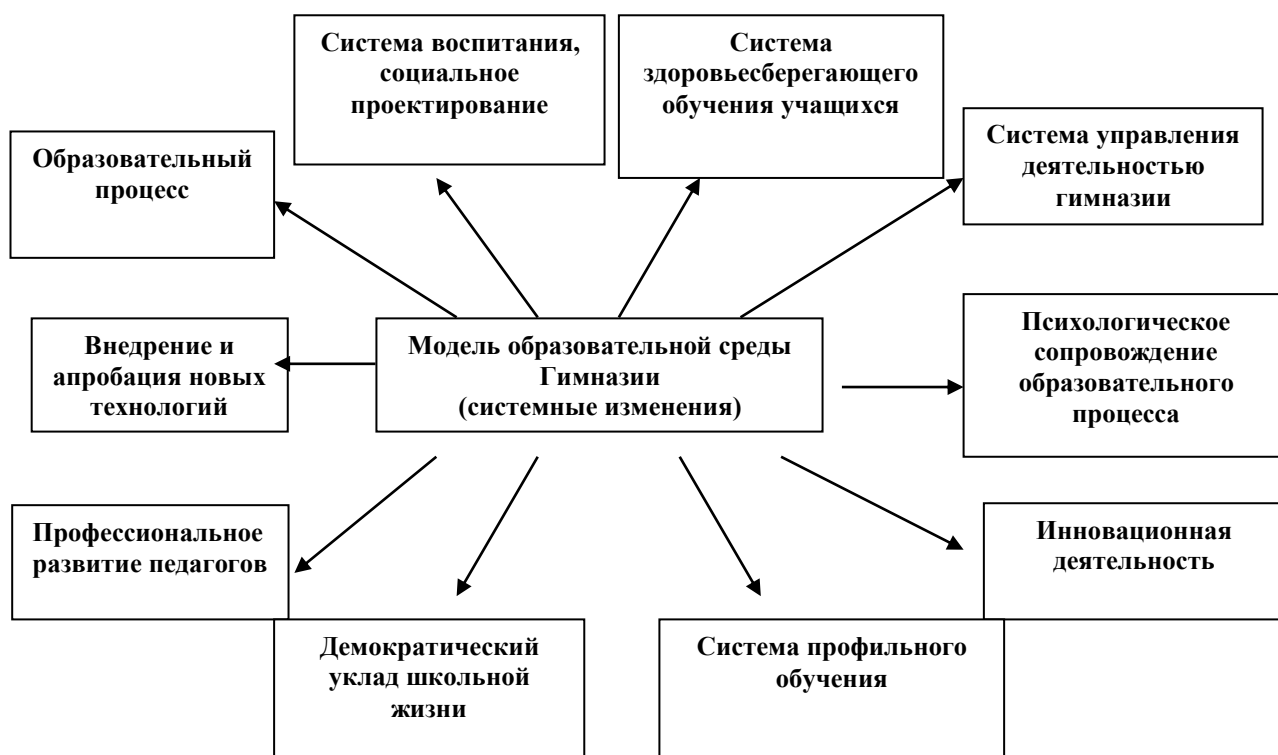 Система воспитания,
социальное
проектирование
Система
здоровьесберегающего
обучения учащихся
Образовательный
процесс
Система управления
деятельностью
гимназии
Внедрение и
апробация новых
технологий
Модель образовательной среды
Гимназии
(системные изменения)
Психологическое
сопровождение
образовательного
процесса
Профессиональное
развитие педагогов
Инновационная
деятельность
Демократический
уклад школьной
жизни
Система профильного
обучения